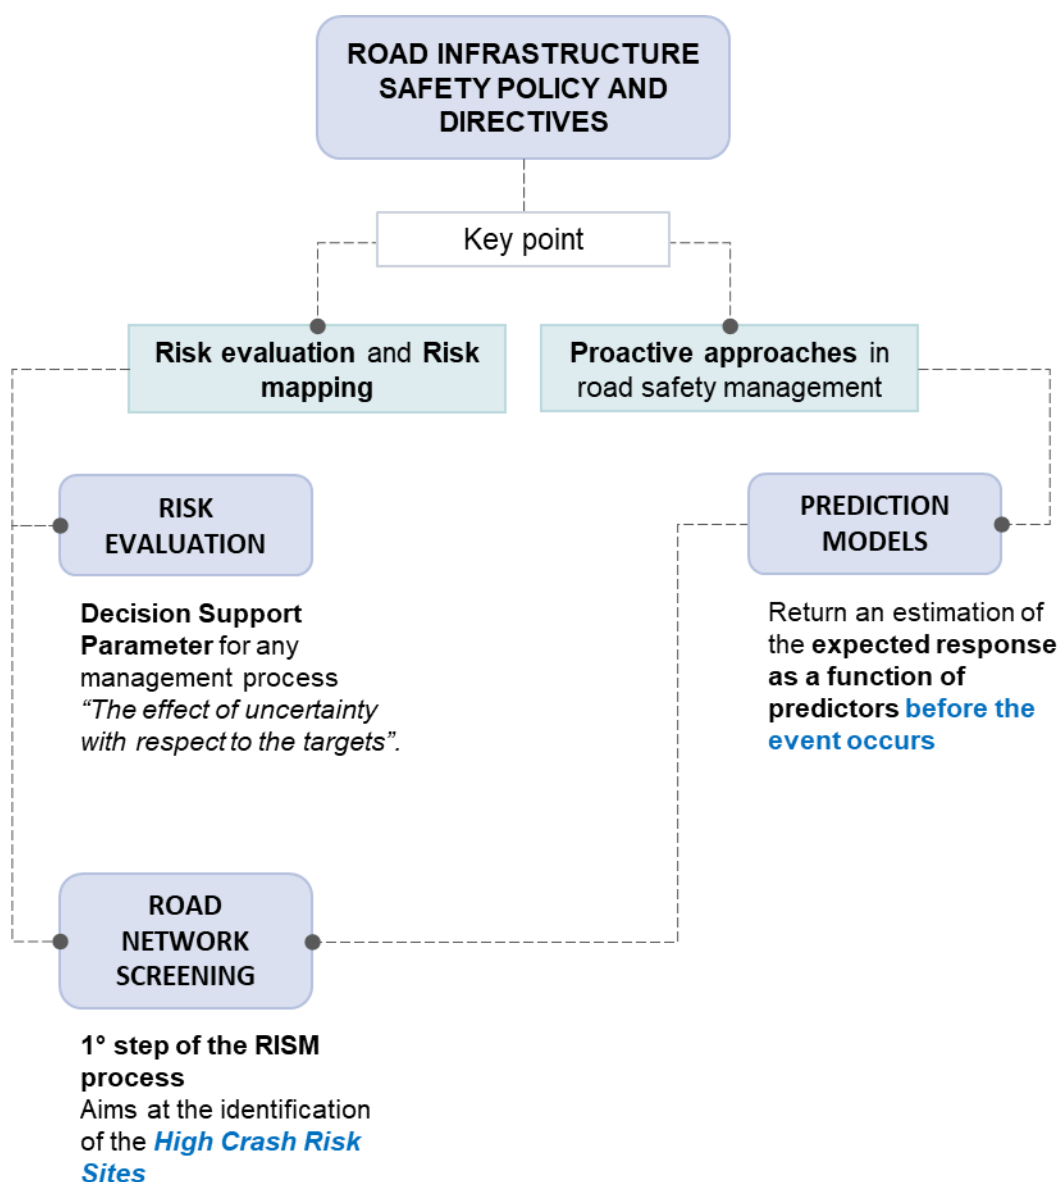 ROAD INFRASTRUCTURE
SAFETY POLICY AND
DIRECTIVES
Key point
Risk evaluation and Risk
mapping
Proactive approaches in
road safety management
RISK
EVALUATION
PREDICTION
MODELS
Decision Support
Parameter for any
management process
“The effect of uncertainty
with respect to the targets”.
Return an estimation of
the expected response
as a function of
predictors before the
event occurs
ROAD
NETWORK
SCREENING
1° step of the RISM
process
Aims at the identification
of the High Crash Risk
Sites